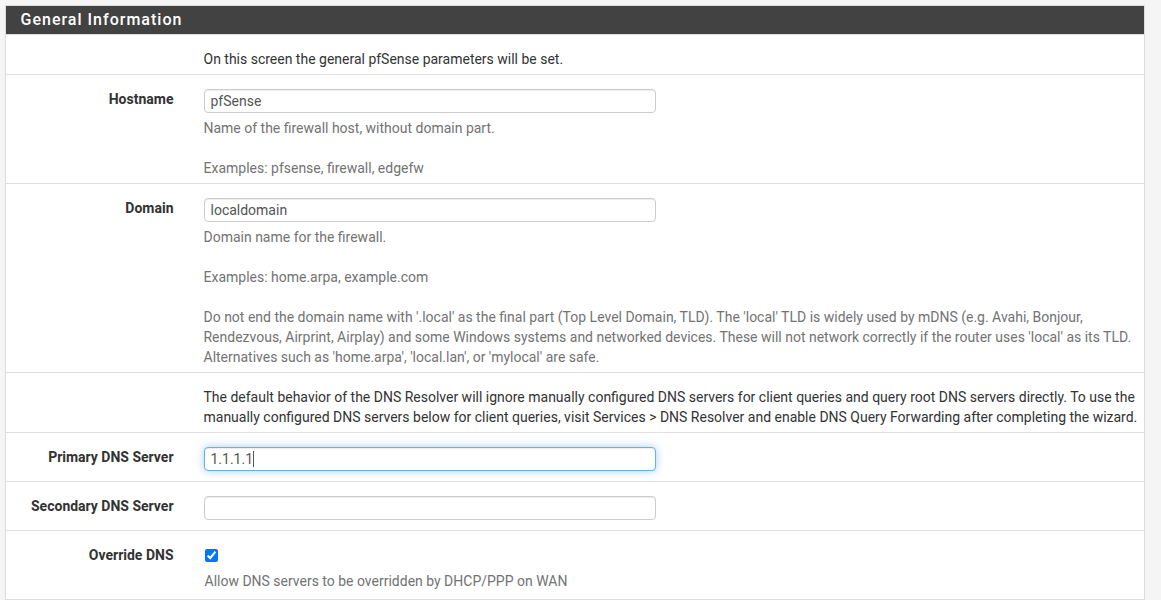 General Information
On this screen the general pfSense parameters will be set.
Hostname
pfSense
Name of the firewall host, without domain part.
Examples: pfsense, firewall, edgefw
Domain
localdomain
Domain name for the firewall.
Examples: home.arpa, example.com
Do not end the domain name with '.local' as the final part (Top Level Domain, TLD). The 'local' TLD is widely used by mDNS (e.g. Avahi, Bonjour,
Rendezvous, Airprint, Airplay) and some Windows systems and networked devices. These will not network correctly if the router uses 'local' as its TLD.
Alternatives such as 'home.arpa', 'local.lan', or 'mylocal' are safe.
The default behavior of the DNS Resolver will ignore manually configured DNS servers for client queries and query root DNS servers directly. To use the
manually configured DNS servers below for client queries, visit Services > DNS Resolver and enable DNS Query Forwarding after completing the wizard.
Primary DNS Server
1.1.1.1
Secondary DNS Server
Override DNS
Allow DNS servers to be overridden by DHCP/PPP on WAN